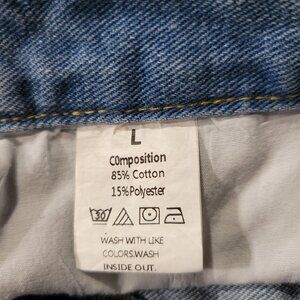 L
C0mposition
85% Cotton
15%Polyester
30
WASH WITH LIKE
COLORS.WASH
INSIDE OUT.